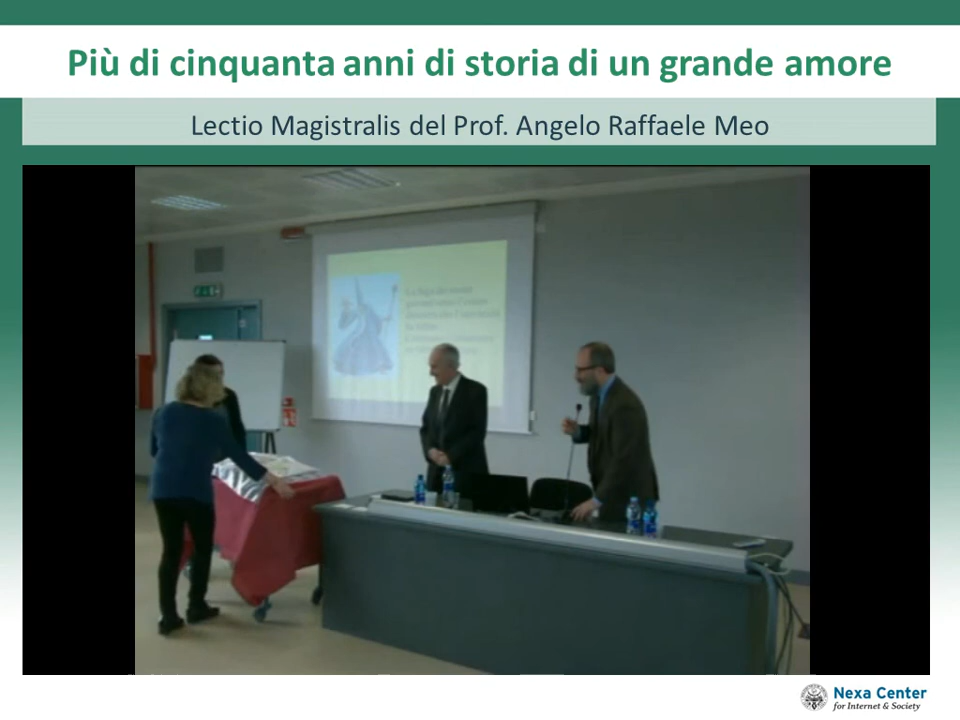 Più di cinquanta anni di storia di un grande amore
Lectio Magistralis del Prof. Angelo Raffaele Meo
Nexa Center
for Internet & Society